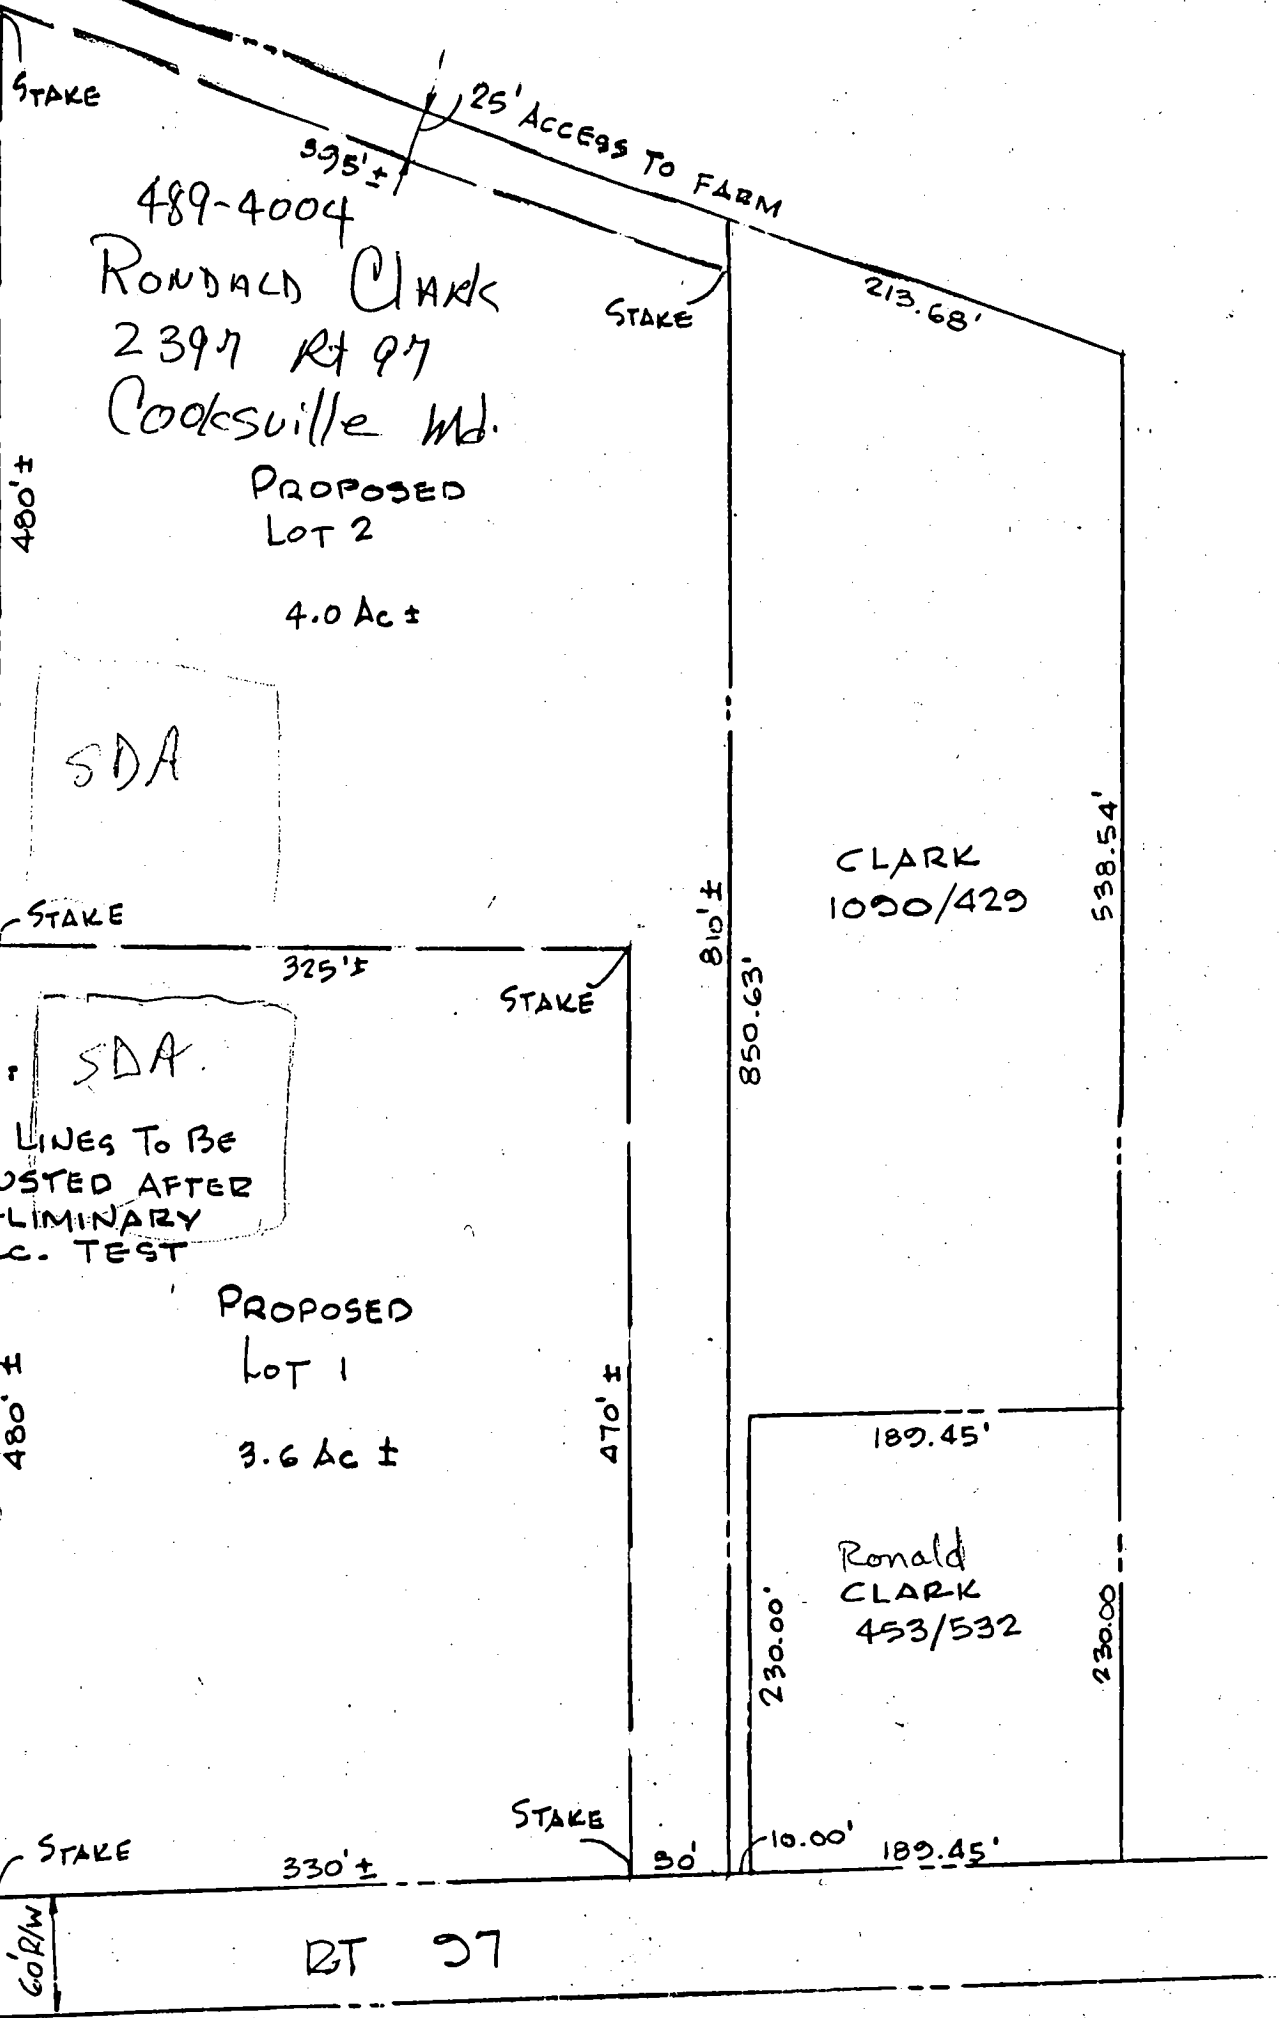 STAKE
25' ACCESS TO FARM
395'±
489-4004
RONDALD Clark
2397 Rt 97
Cooksville Md.
STAKE
213.68'
480'±
PROPOSED
LOT 2
4.0 Ac ±
SDA
CLARK
1090/429
538.54'
810'±
850.63'
STAKE
325'±
STAKE
SDA.
LINES TO BE
USTED AFTER
LIMINARY
C. TEST
PROPOSED
LOT 1
3.6 Ac ±
480' ±
470' ±
189.45'
Ronald
CLARK
453/532
230.00'
230.00
STAKE
STAKE
330'±
90'
10.00'
189.45'
60' R/W
RT 97